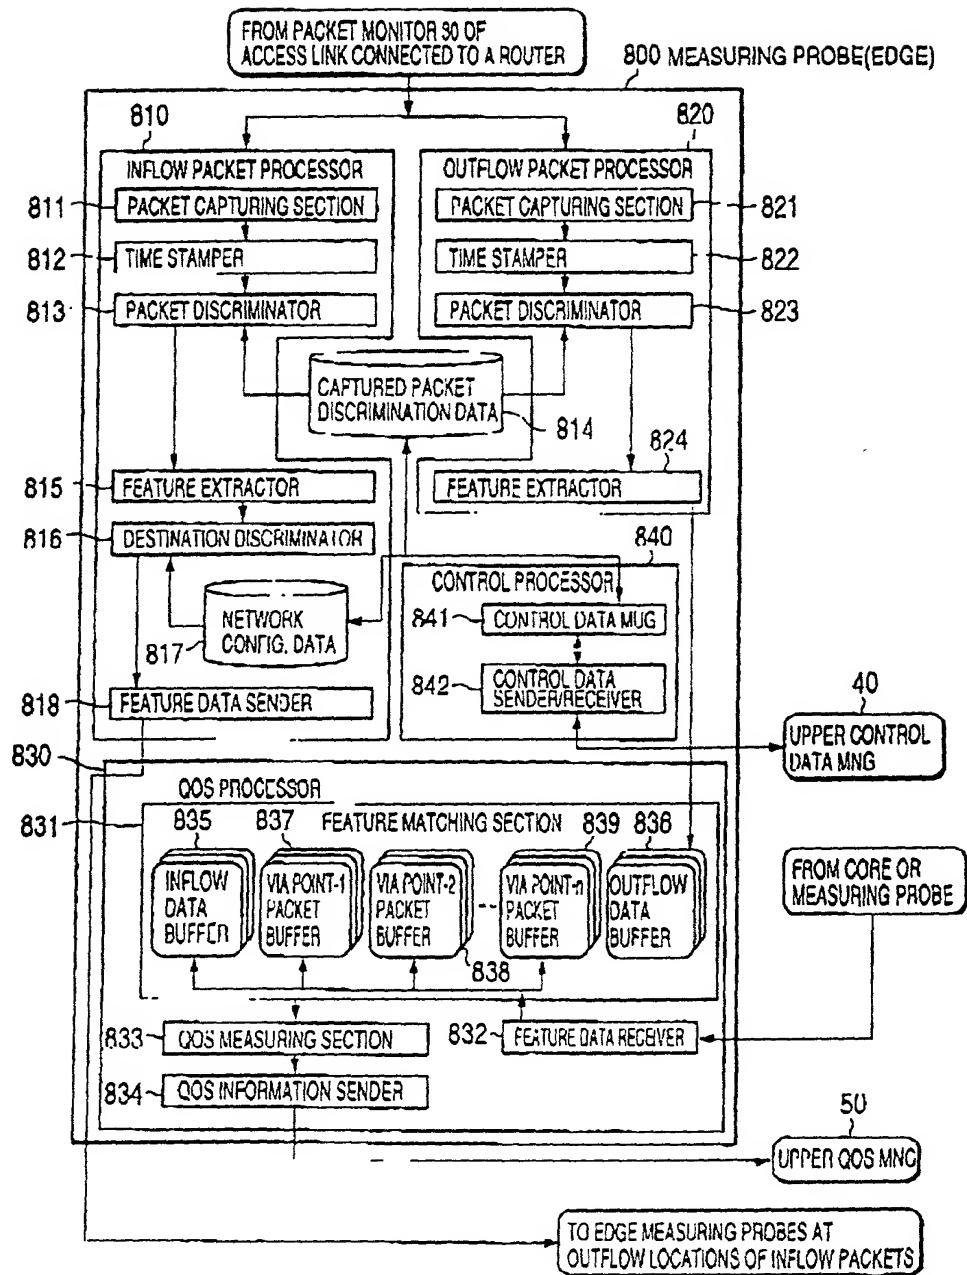 FROM PACKET MONITOR 30 OF
ACCESS LINK CONNECTED TO A ROUTER
800 MEASURING PROBE(EDGE)
810
820
INFLOW PACKET PROCESSOR
OUTFLOW PACKET PROCESSOR
811
PACKET CAPTURING SECTION
PACKET CAPTURING SECTION
821
812
TIME STAMPER
TIME STAMPER
822
813
PACKET DISCRIMINATOR
PACKET DISCRIMINATOR
823
CAPTURED PACKET
DISCRIMINATION DATA
814
824
815
FEATURE EXTRACTOR
FEATURE EXTRACTOR
816
DESTINATION DISCRIMINATOR
840
CONTROL PROCESSOR
NETWORK
CONFIG. DATA
817
841
CONTROL DATA MUG
842
CONTROL DATA
SENDER/RECEIVER
818
FEATURE DATA SENDER
40
UPPER CONTROL
DATA MNG
830
QOS PROCESSOR
831
835
837
FEATURE MATCHING SECTION
839
836
INFLOW
DATA
BUFFER
VIA POINT-1
PACKET
BUFFER
VIA POINT-2
PACKET
BUFFER
838
VIA POINT-n
PACKET
BUFFER
OUTFLOW
DATA
BUFFER
FROM CORE OR
MEASURING PROBE
833
QOS MEASURING SECTION
832
FEATURE DATA RECEIVER
834
QOS INFORMATION SENDER
50
UPPER QOS MNG
TO EDGE MEASURING PROBES AT
OUTFLOW LOCATIONS OF INFLOW PACKETS